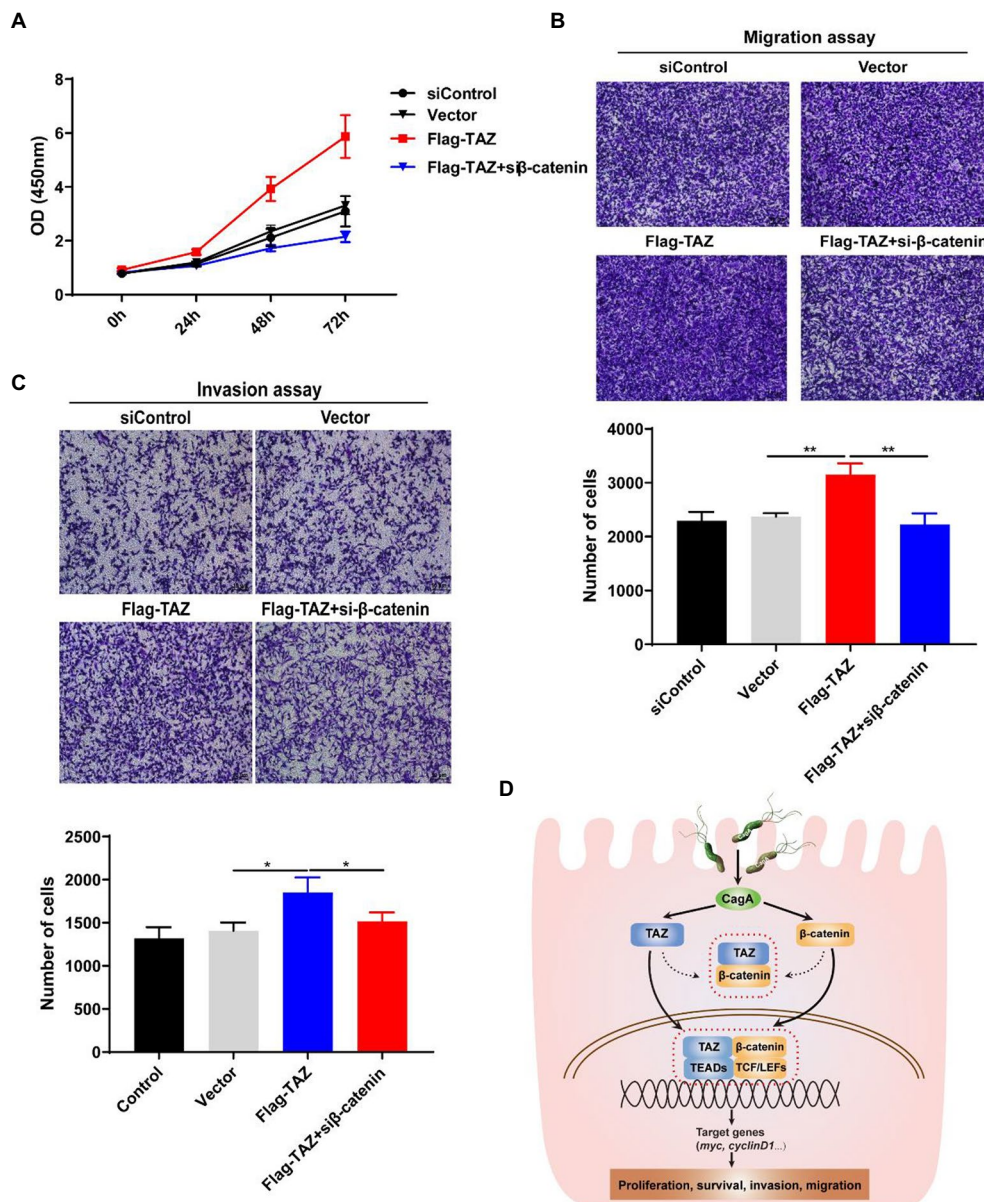 A
8
6
4
2
0
OD (450nm)
0h
24h
48h
72h
siControl
Vector
Flag-TAZ
Flag-TAZ+siβ-catenin
B
Migration assay
siControl
Vector
Flag-TAZ
Flag-TAZ+si-β-catenin
4000
3000
2000
1000
0
Number of cells
**
**
siControl
Vector
Flag-TAZ
Flag-TAZ+siβ-catenin
C
Invasion assay
siControl
Vector
Flag-TAZ
Flag-TAZ+si-β-catenin
2500
2000
1500
1000
500
0
Number of cells
*
*
Control
Vector
Flag-TAZ
Flag-TAZ+siβ-catenin
D
CagA
TAZ
β-catenin
TAZ
β-catenin
TAZ
β-catenin
TEADs
TCF/LEFs
Target genes
(myc, cyclinD1...)
Proliferation, survival, invasion, migration